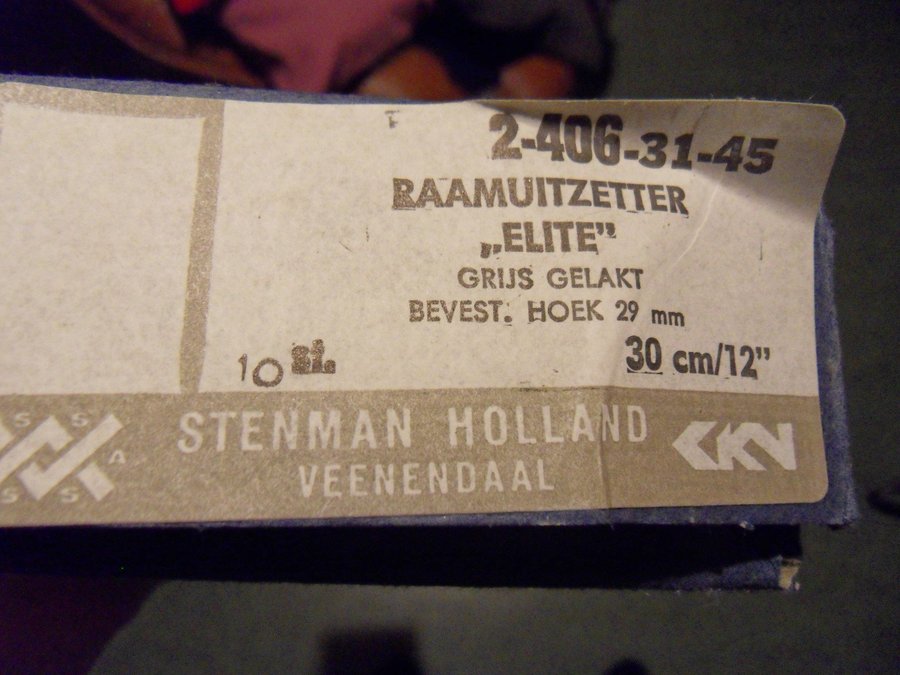 2-406-31-45
RAAMUITZETTER
„ELITE”
GRIJS GELAKT
BEVEST. HOEK 29 mm
10 st. 30 cm/12”
STENMAN HOLLAND
VEENENDAAL
S S
A
S S